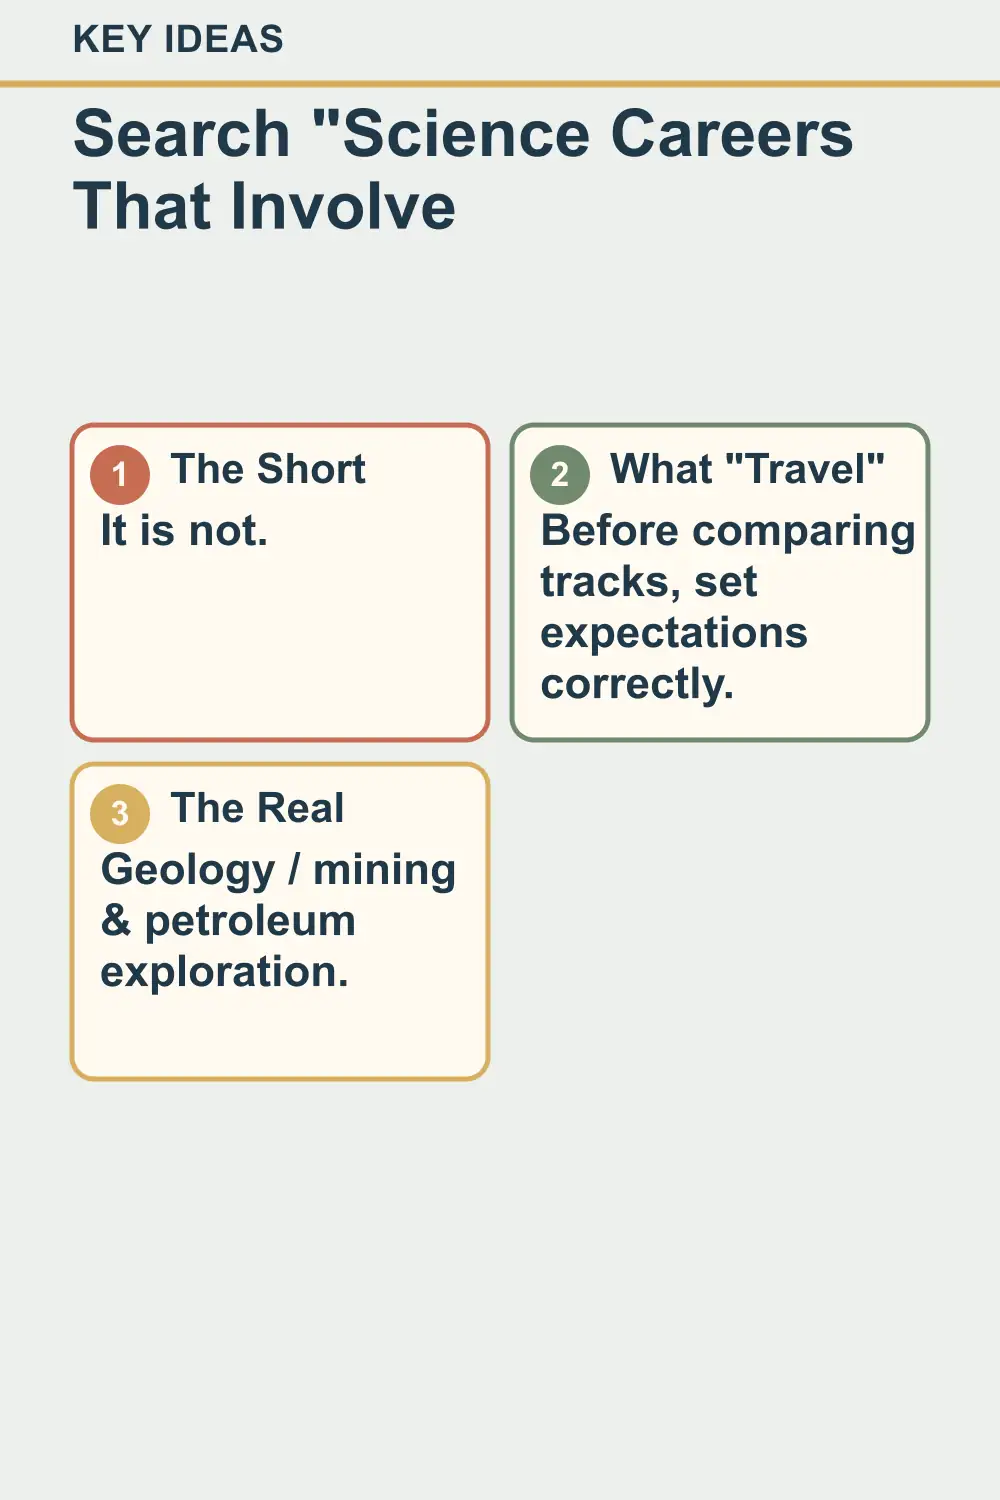 KEY IDEAS
Search "Science Careers
That Involve
1 The Short
It is not.
2 What "Travel"
Before comparing
tracks, set
expectations
correctly.
3 The Real
Geology / mining
& petroleum
exploration.